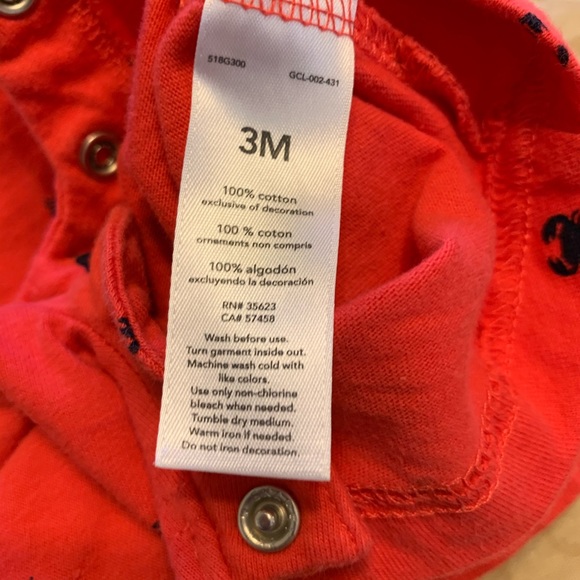 518G300 GCL-002-431
3M
100% cotton
exclusive of decoration
100 % coton
ornements non compris
100% algodón
excluyendo la decoración
RN# 35623
CA# 57458
Wash before use.
Turn garment inside out.
Machine wash cold with
like colors.
Use only non-chlorine
bleach when needed.
Tumble dry medium.
Warm iron if needed.
Do not iron decoration.